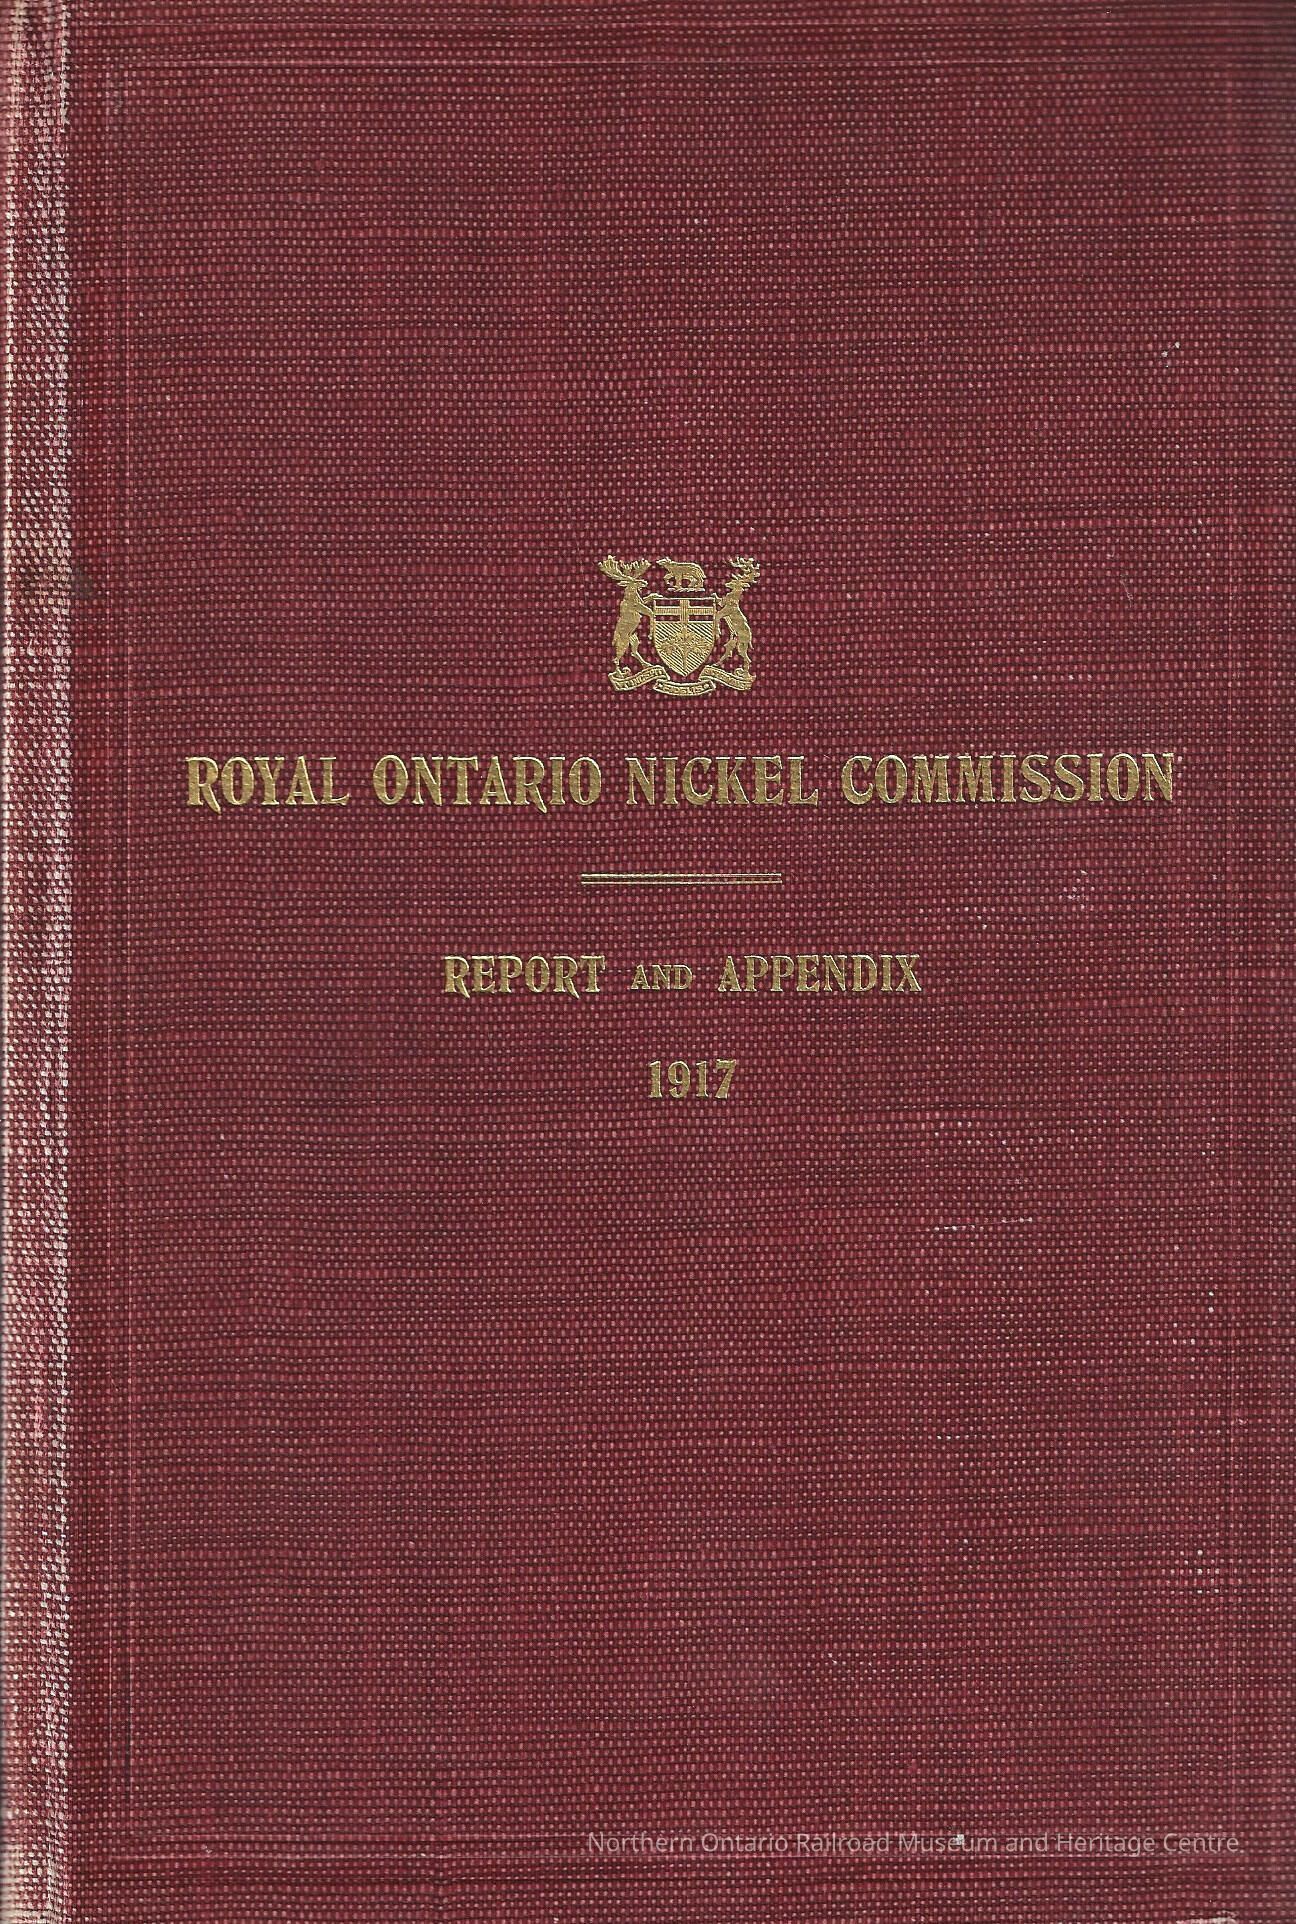 ROYAL ONTARIO NICKEL COMMISSION
REPORT AND APPENDIX
1917
Northern Ontario Railroad Museum and Heritage Centre